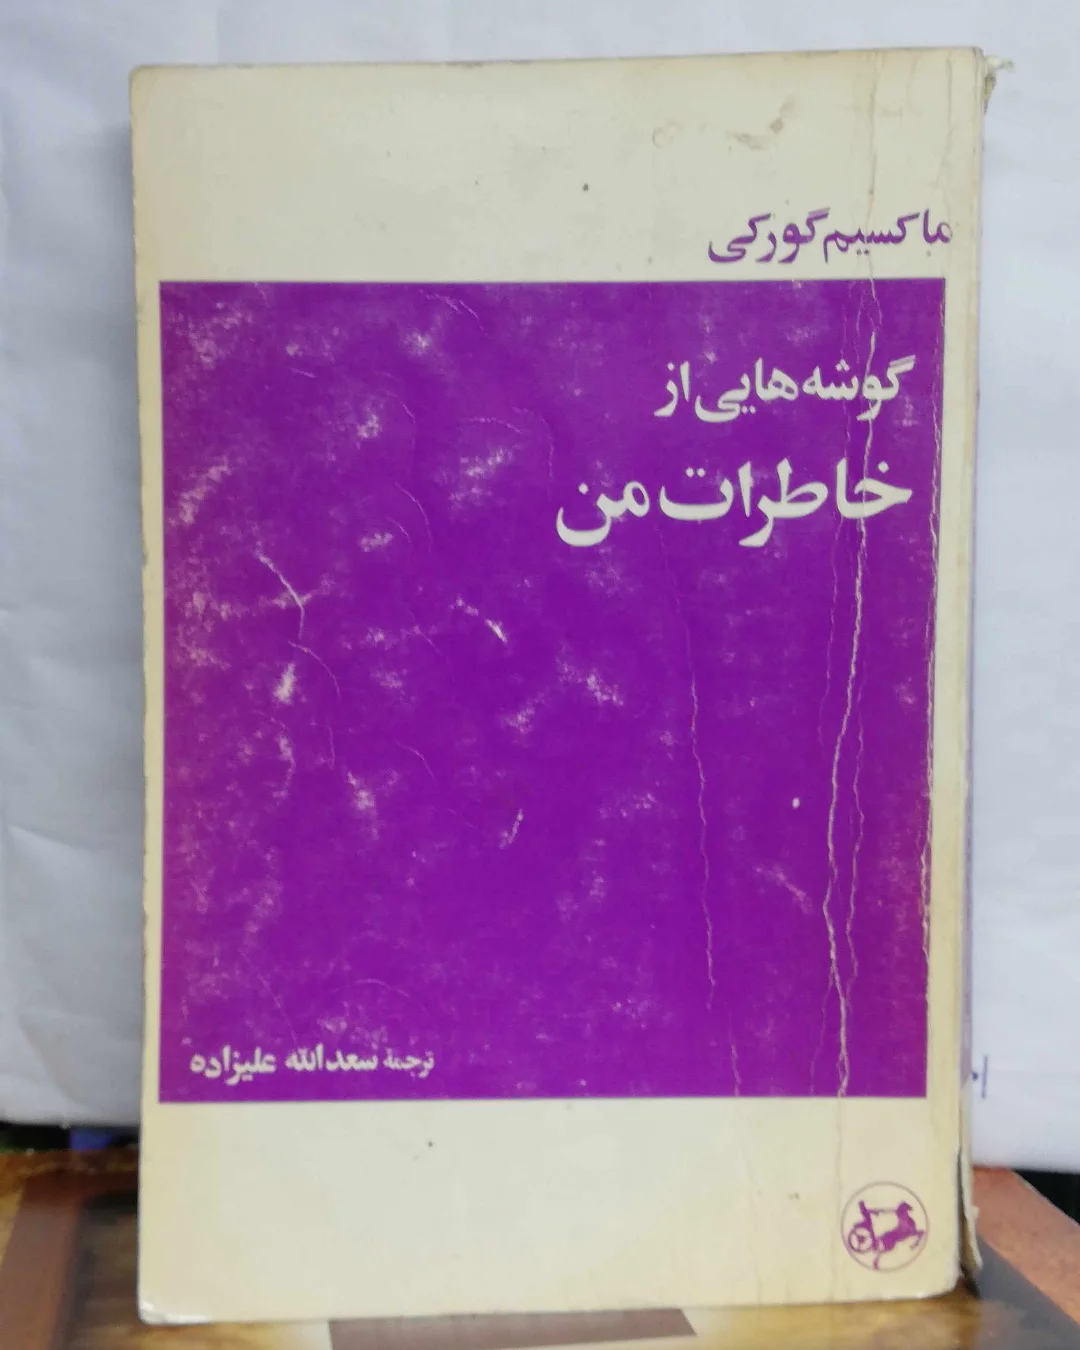 ماکسیم گورکی
گوشه‌هایی از
خاطرات من
ترجمهٔ سعدالله علیزاده